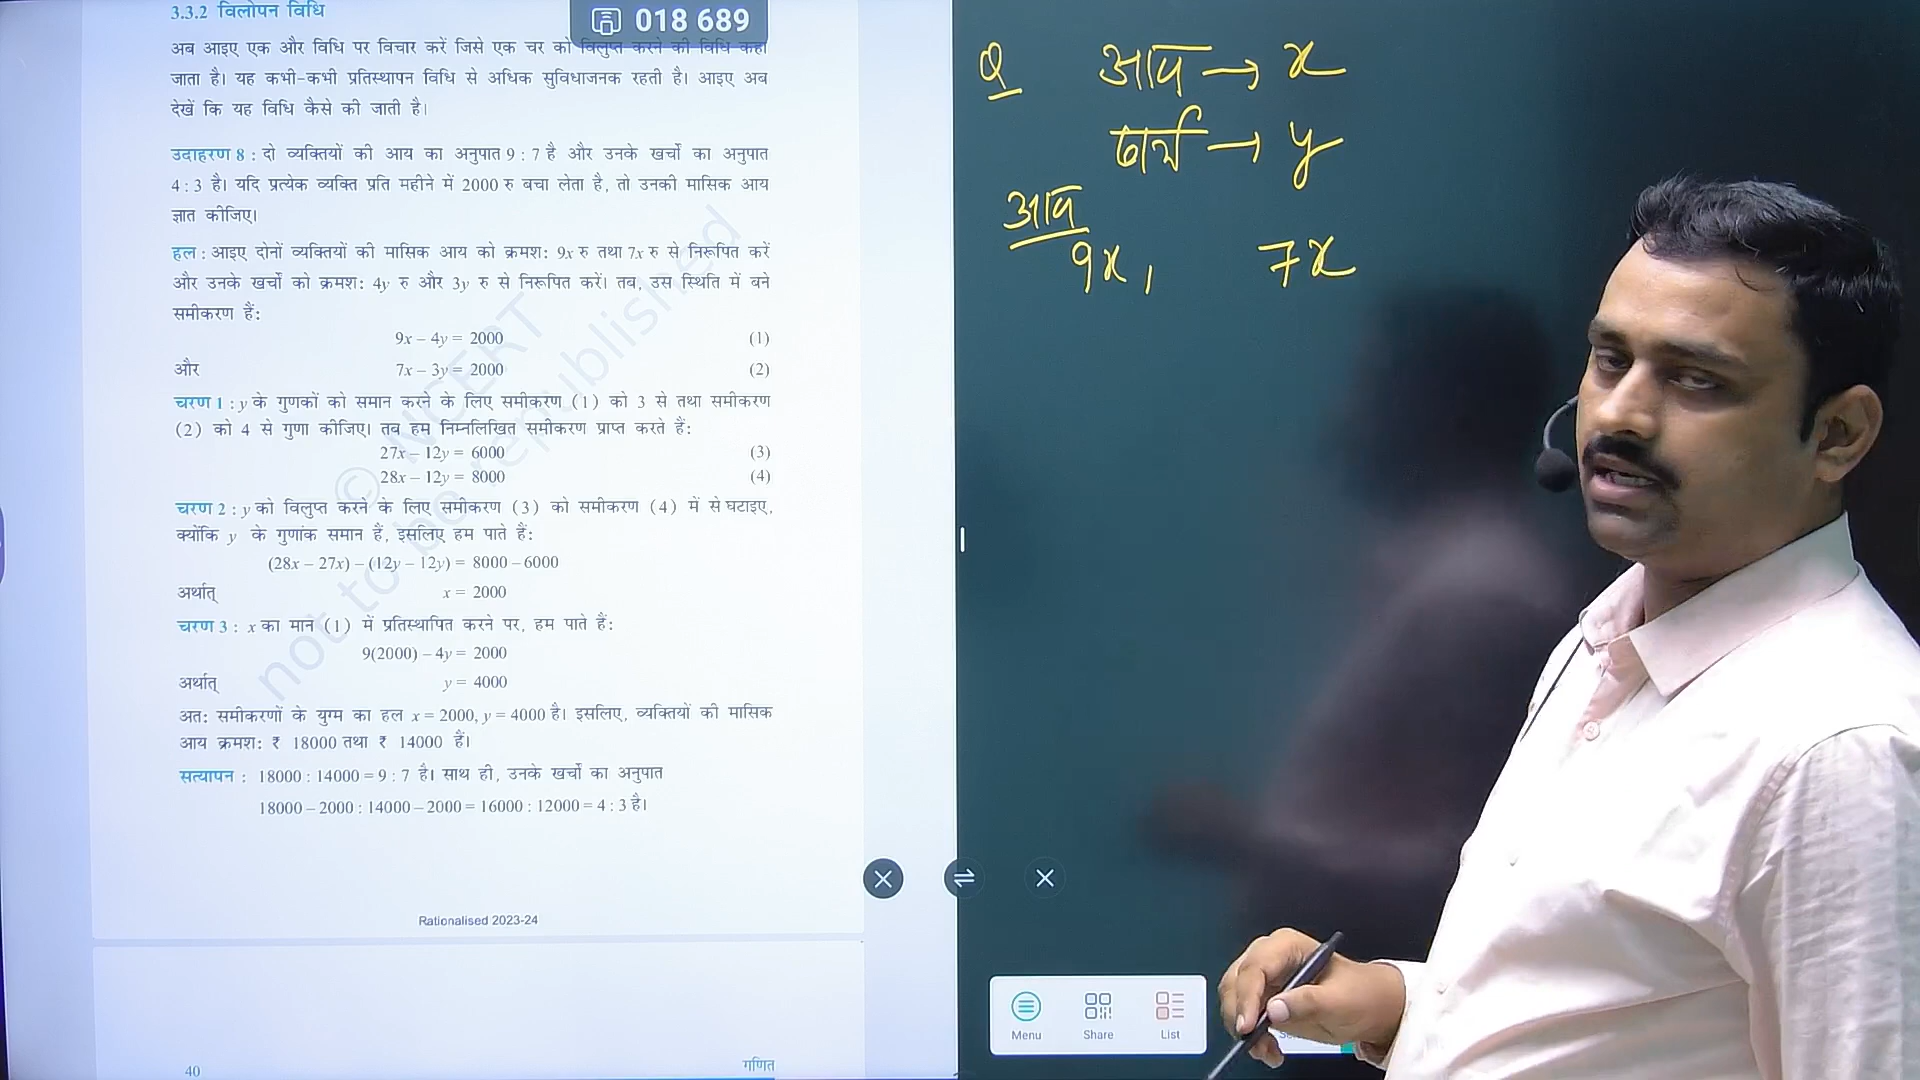 3.3.2 विलोपन विधि
018 689
अब आइए एक और विधि पर विचार करें जिसे एक चर को विलुप्त करने की विधि कहा
जाता है। यह कभी-कभी प्रतिस्थापन विधि से अधिक सुविधाजनक रहती है। आइए अब
देखें कि यह विधि कैसे की जाती है।
उदाहरण 8 : दो व्यक्तियों की आय का अनुपात 9 : 7 है और उनके खर्चों का अनुपात
4 : 3 है। यदि प्रत्येक व्यक्ति प्रति महीने में 2000 रु बचा लेता है, तो उनकी मासिक आय
ज्ञात कीजिए।
हल : आइए दोनों व्यक्तियों की मासिक आय को क्रमश: 9x रु तथा 7x रु से निरूपित करें
और उनके खर्चों को क्रमश: 4y रु और 3y रु से निरूपित करें। तब, उस स्थिति में बने
समीकरण हैं:
9x – 4y = 2000 (1)
और 7x – 3y = 2000 (2)
चरण 1 : y के गुणकों को समान करने के लिए समीकरण (1) को 3 से तथा समीकरण
(2) को 4 से गुणा कीजिए। तब हम निम्नलिखित समीकरण प्राप्त करते हैं:
27x – 12y = 6000 (3)
28x – 12y = 8000 (4)
चरण 2 : y को विलुप्त करने के लिए समीकरण (3) को समीकरण (4) में से घटाइए,
क्योंकि y के गुणांक समान हैं, इसलिए हम पाते हैं:
(28x – 27x) – (12y – 12y) = 8000 – 6000
अर्थात् x = 2000
चरण 3 : x का मान (1) में प्रतिस्थापित करने पर, हम पाते हैं:
9(2000) – 4y = 2000
अर्थात् y = 4000
अत: समीकरणों के युग्म का हल x = 2000, y = 4000 है। इसलिए, व्यक्तियों की मासिक
आय क्रमश: ₹ 18000 तथा ₹ 14000 हैं।
सत्यापन : 18000 : 14000 = 9 : 7 है। साथ ही, उनके खर्चों का अनुपात
18000 – 2000 : 14000 – 2000 = 16000 : 12000 = 4 : 3 है।
© NCERT
not to be republished
Rationalised 2023-24
40 गणित
Q आय → x
खर्च → y
आय
9x, 7x
Menu Share List